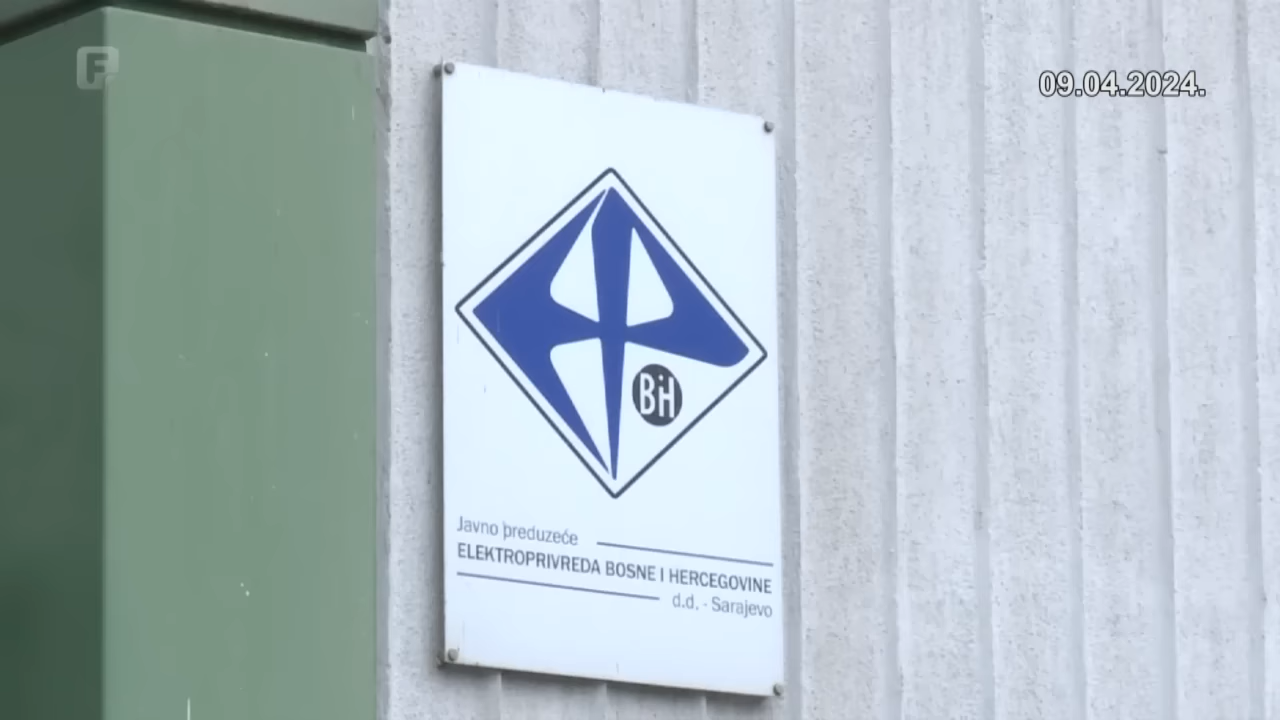 F
09.04.2024.
BiH
Javno preduzeće
ELEKTROPRIVREDA BOSNE I HERCEGOVINE
d.d. - Sarajevo